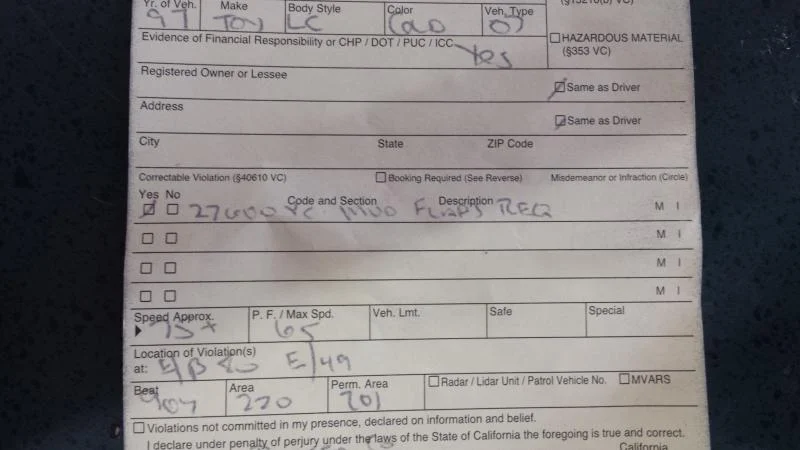 Yr. of Veh. Make Body Style Color Veh. Type (§15210(b) VC)
97 TOY LC GOLD 07
Evidence of Financial Responsibility or CHP / DOT / PUC / ICC
Yes
HAZARDOUS MATERIAL
(§353 VC)
Registered Owner or Lessee
Same as Driver
Address
Same as Driver
City State ZIP Code
Correctable Violation (§40610 VC) Booking Required (See Reverse) Misdemeanor or Infraction (Circle)
Yes No Code and Section Description
27600 VC MUD FLAPS REQ M I
M I
M I
M I
Speed Approx. P. F. / Max Spd. Veh. Lmt. Safe Special
75+ 65
Location of Violation(s)
at: E/B 80 E/49
Beat Area Perm. Area Radar / Lidar Unit / Patrol Vehicle No. MVARS
220 201
Violations not committed in my presence, declared on information and belief.
I declare under penalty of perjury under the laws of the State of California the foregoing is true and correct.
California